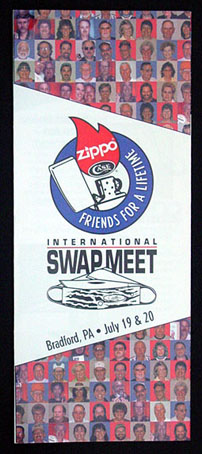 zippo
CASE
FRIENDS FOR A LIFETIME
INTERNATIONAL
SWAP MEET
Bradford, PA • July 19 & 20